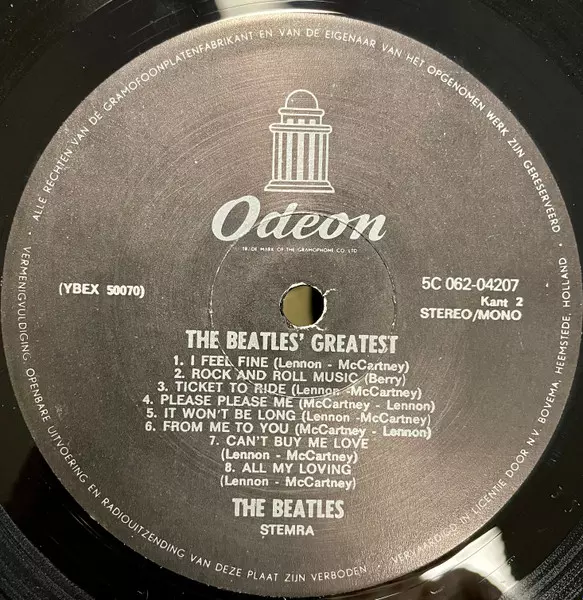 • ALLE RECHTEN VAN DE GRAMOFOONPLATENFABRIKANT EN VAN DE EIGENAAR VAN HET OPGENOMEN WERK ZIJN GERESERVEERD •
Odeon
TRADE MARK OF THE GRAMOPHONE CO. LTD
(YBEX 50070)
5C 062-04207
Kant 2
STEREO/MONO
THE BEATLES' GREATEST
1. I FEEL FINE (Lennon - McCartney)
2. ROCK AND ROLL MUSIC (Berry)
3. TICKET TO RIDE (Lennon -McCartney)
4. PLEASE PLEASE ME (McCartney - Lennon)
5. IT WON'T BE LONG (Lennon -McCartney)
6. FROM ME TO YOU (McCartney - Lennon)
7. CAN'T BUY ME LOVE
(Lennon - McCartney)
8. ALL MY LOVING
(Lennon - McCartney)
THE BEATLES
STEMRA
VERMENIGVULDIGING, OPENBARE UITVOERING EN RADIOUITZENDING VAN DEZE PLAAT ZIJN VERBODEN •
VERVAARDIGD IN LICENTIE DOOR N.V. BOVEMA, HEEMSTEDE, HOLLAND